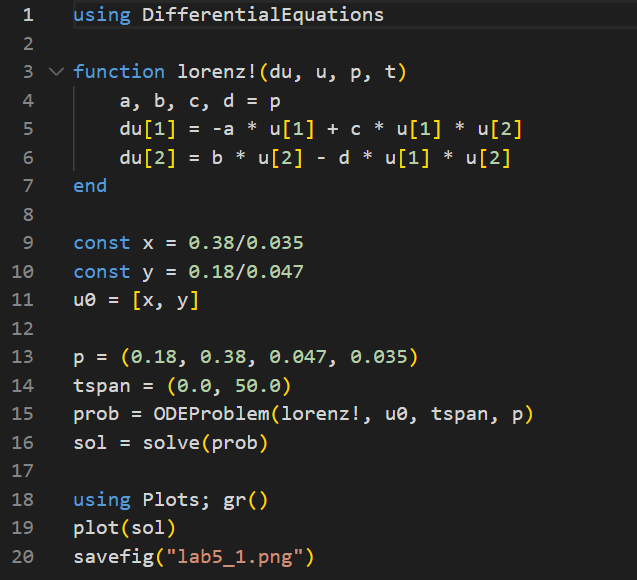 1 using DifferentialEquations
2
3 function lorenz!(du, u, p, t)
4     a, b, c, d = p
5     du[1] = -a * u[1] + c * u[1] * u[2]
6     du[2] = b * u[2] - d * u[1] * u[2]
7 end
8
9 const x = 0.38/0.035
10 const y = 0.18/0.047
11 u0 = [x, y]
12
13 p = (0.18, 0.38, 0.047, 0.035)
14 tspan = (0.0, 50.0)
15 prob = ODEProblem(lorenz!, u0, tspan, p)
16 sol = solve(prob)
17
18 using Plots; gr()
19 plot(sol)
20 savefig("lab5_1.png")